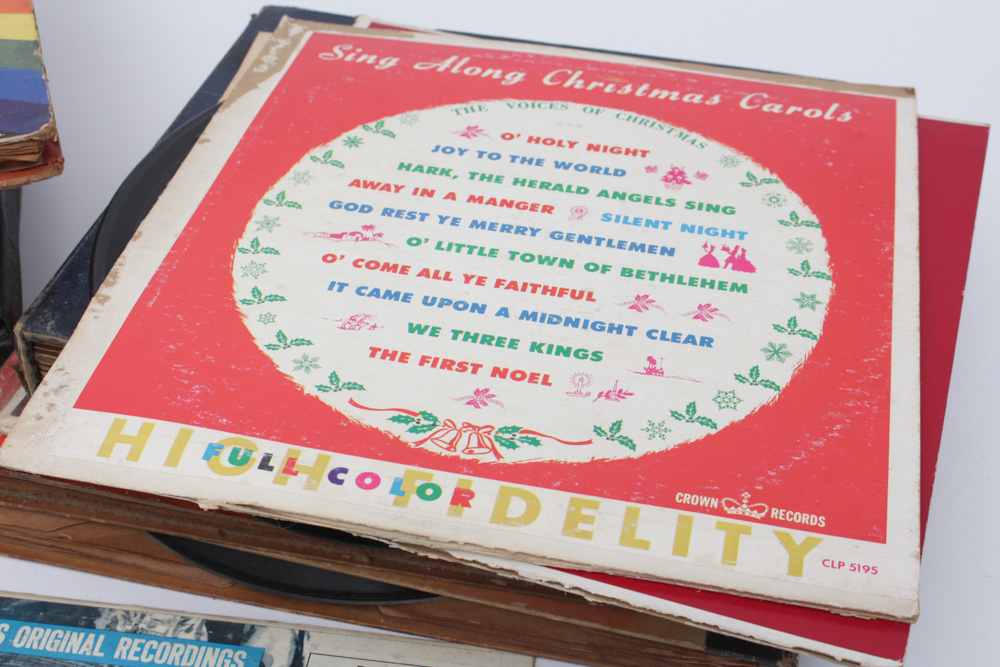 Sing Along Christmas Carols
THE VOICES OF CHRISTMAS
O' HOLY NIGHT
JOY TO THE WORLD
HARK, THE HERALD ANGELS SING
AWAY IN A MANGER SILENT NIGHT
GOD REST YE MERRY GENTLEMEN
O' LITTLE TOWN OF BETHLEHEM
O' COME ALL YE FAITHFUL
IT CAME UPON A MIDNIGHT CLEAR
WE THREE KINGS
THE FIRST NOEL
HIGH FIDELITY
FULL COLOR
CROWN RECORDS
CLP 5195
ORIGINAL RECORDINGS